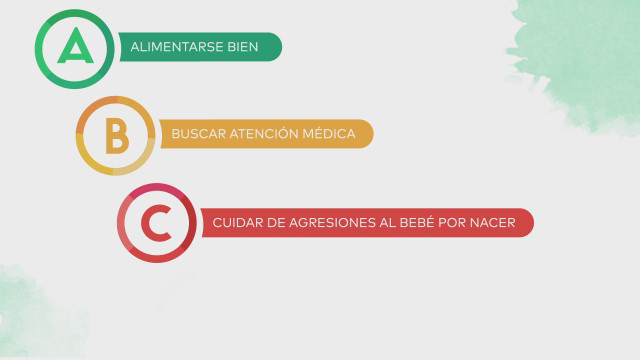 A
ALIMENTARSE BIEN
B
BUSCAR ATENCIÓN MÉDICA
C
CUIDAR DE AGRESIONES AL BEBÉ POR NACER